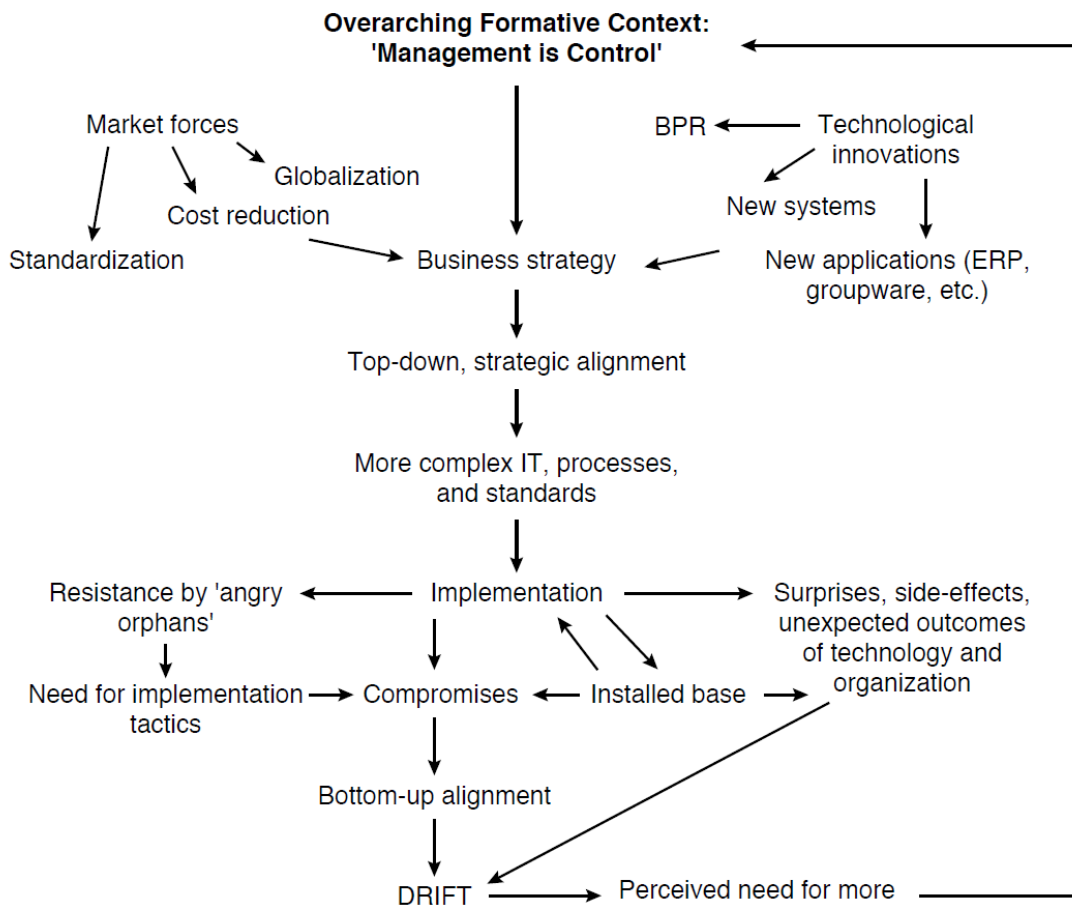 Overarching Formative Context:
'Management is Control'
Market forces
BPR
Technological
innovations
Globalization
Cost reduction
New systems
Standardization
Business strategy
New applications (ERP,
groupware, etc.)
Top-down, strategic alignment
More complex IT, processes,
and standards
Resistance by 'angry
orphans'
Implementation
Surprises, side-effects,
unexpected outcomes
of technology and
organization
Need for implementation
tactics
Compromises
Installed base
Bottom-up alignment
DRIFT
Perceived need for more